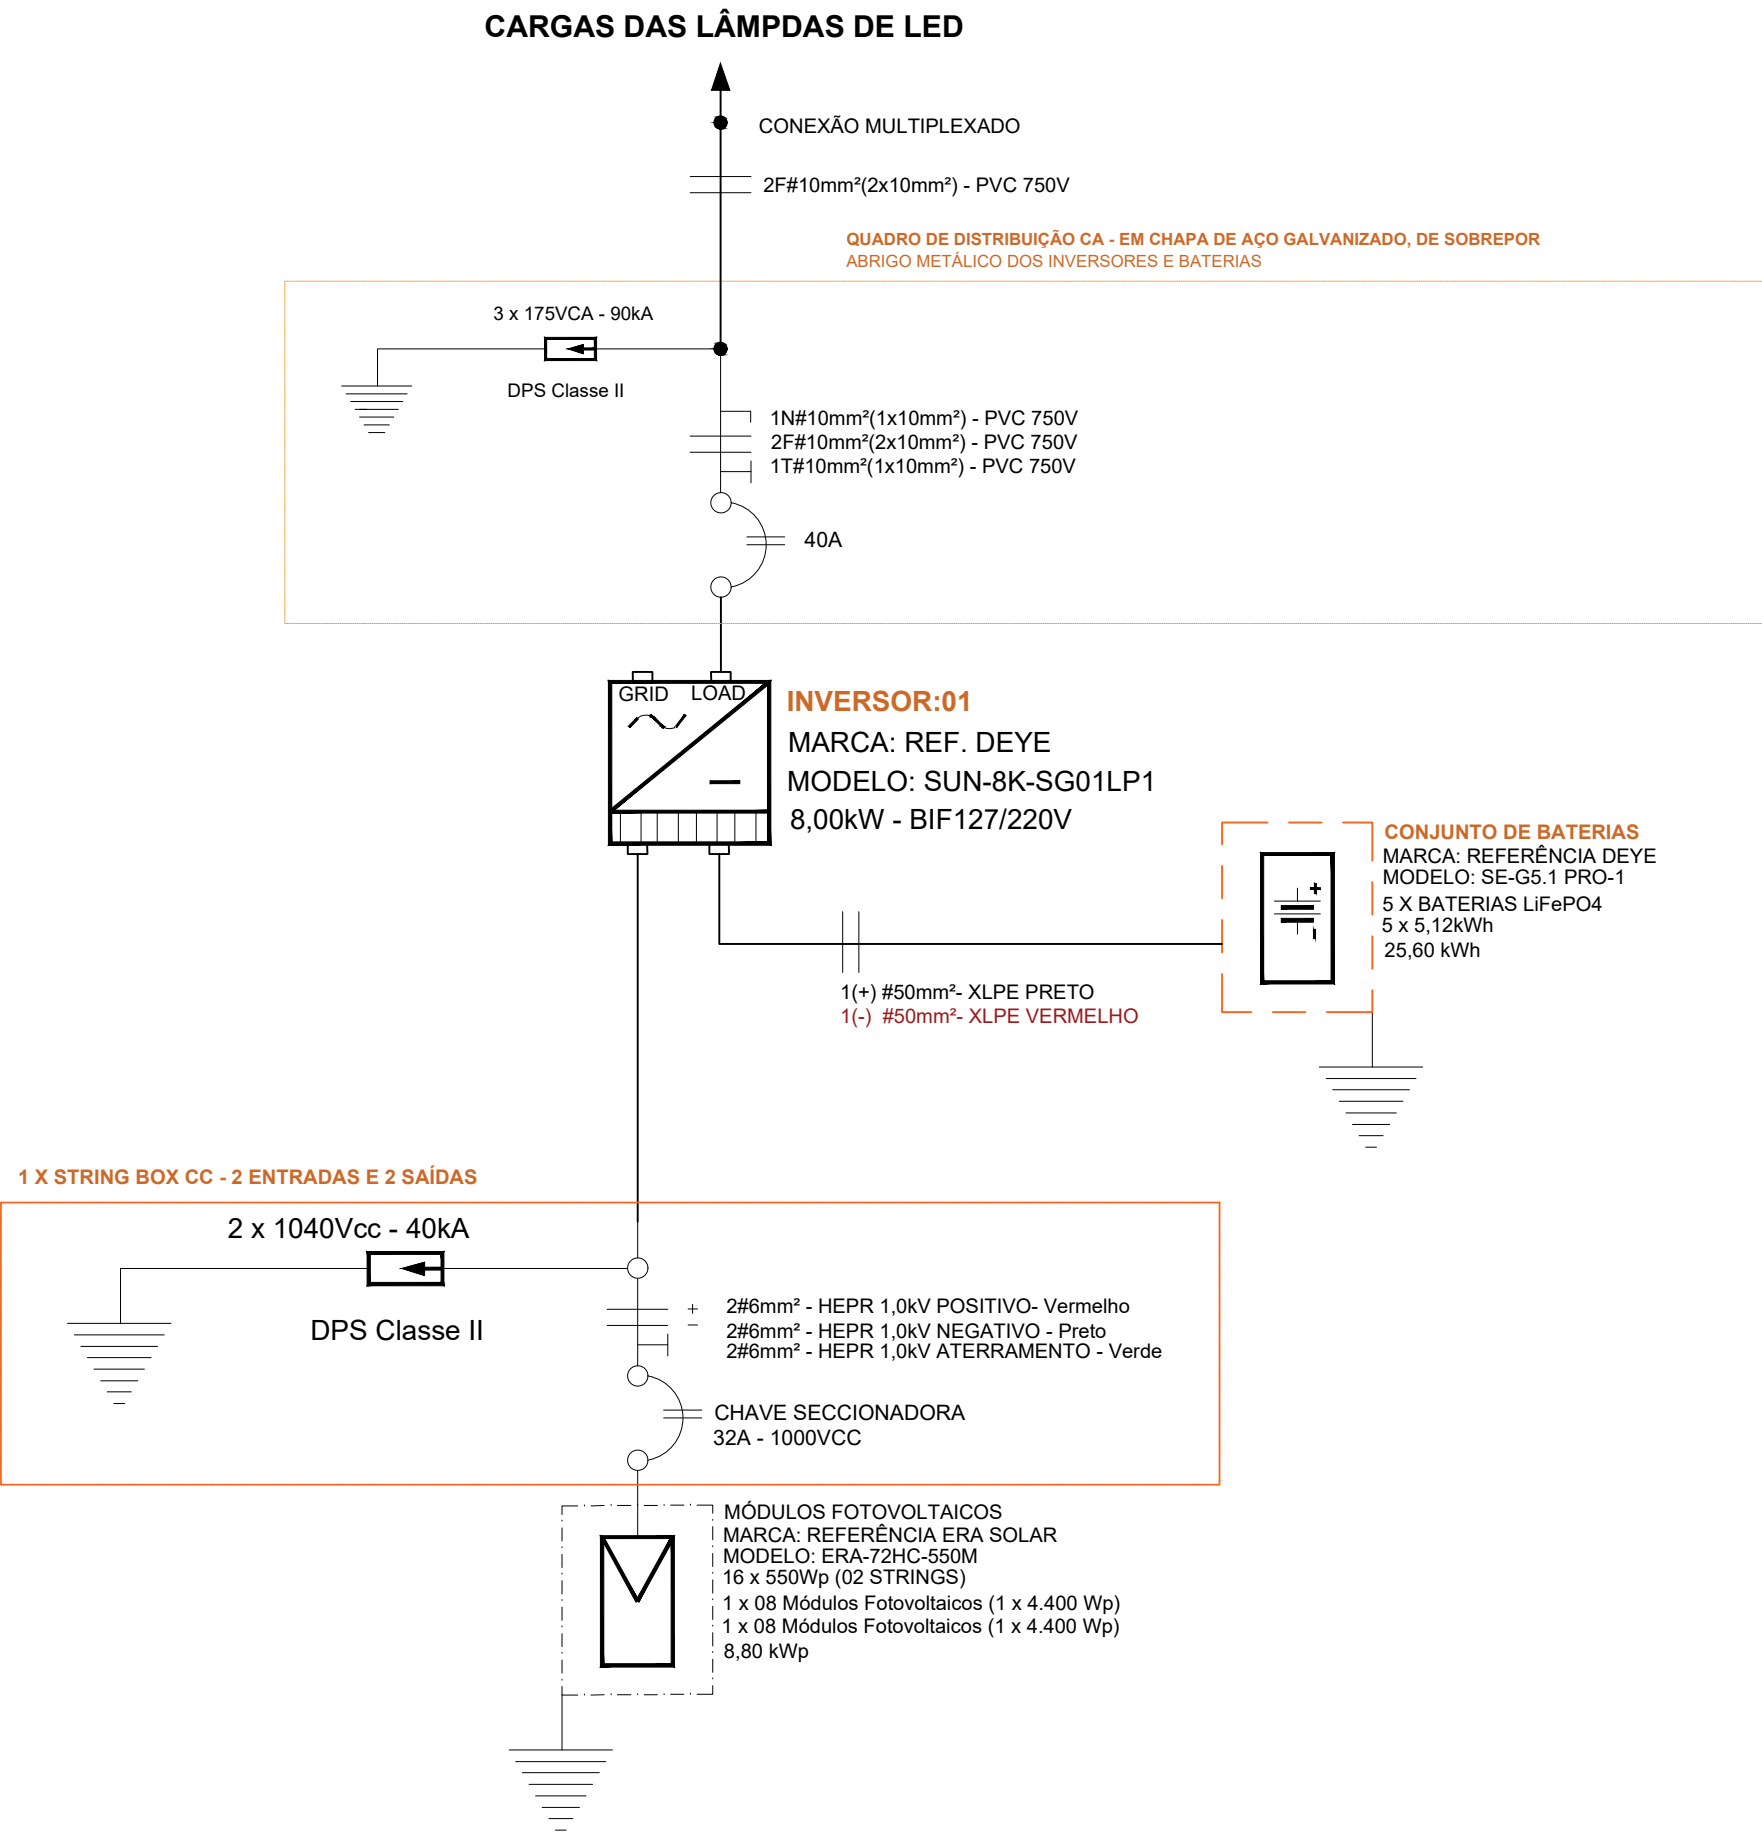 CARGAS DAS LÂMPDAS DE LED
CONEXÃO MULTIPLEXADO
2F#10mm²(2x10mm²) - PVC 750V
QUADRO DE DISTRIBUIÇÃO CA - EM CHAPA DE AÇO GALVANIZADO, DE SOBREPOR
ABRIGO METÁLICO DOS INVERSORES E BATERIAS
3 x 175VCA - 90kA
DPS Classe II
1N#10mm²(1x10mm²) - PVC 750V
2F#10mm²(2x10mm²) - PVC 750V
1T#10mm²(1x10mm²) - PVC 750V
40A
GRID LOAD
INVERSOR:01
MARCA: REF. DEYE
MODELO: SUN-8K-SG01LP1
8,00kW - BIF127/220V
CONJUNTO DE BATERIAS
MARCA: REFERÊNCIA DEYE
MODELO: SE-G5.1 PRO-1
5 X BATERIAS LiFePO4
5 x 5,12kWh
25,60 kWh
+
-
1(+) #50mm²- XLPE PRETO
1(-) #50mm²- XLPE VERMELHO
1 X STRING BOX CC - 2 ENTRADAS E 2 SAÍDAS
2 x 1040Vcc - 40kA
DPS Classe II
+ 2#6mm² - HEPR 1,0kV POSITIVO- Vermelho
- 2#6mm² - HEPR 1,0kV NEGATIVO - Preto
2#6mm² - HEPR 1,0kV ATERRAMENTO - Verde
CHAVE SECCIONADORA
32A - 1000VCC
MÓDULOS FOTOVOLTAICOS
MARCA: REFERÊNCIA ERA SOLAR
MODELO: ERA-72HC-550M
16 x 550Wp (02 STRINGS)
1 x 08 Módulos Fotovoltaicos (1 x 4.400 Wp)
1 x 08 Módulos Fotovoltaicos (1 x 4.400 Wp)
8,80 kWp